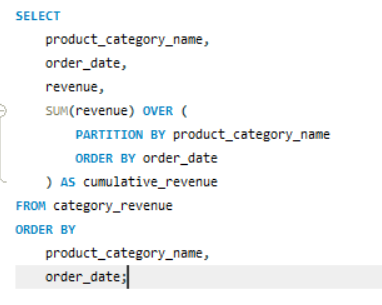 SELECT
    product_category_name,
    order_date,
    revenue,
    SUM(revenue) OVER (
        PARTITION BY product_category_name
        ORDER BY order_date
    ) AS cumulative_revenue
FROM category_revenue
ORDER BY
    product_category_name,
    order_date;